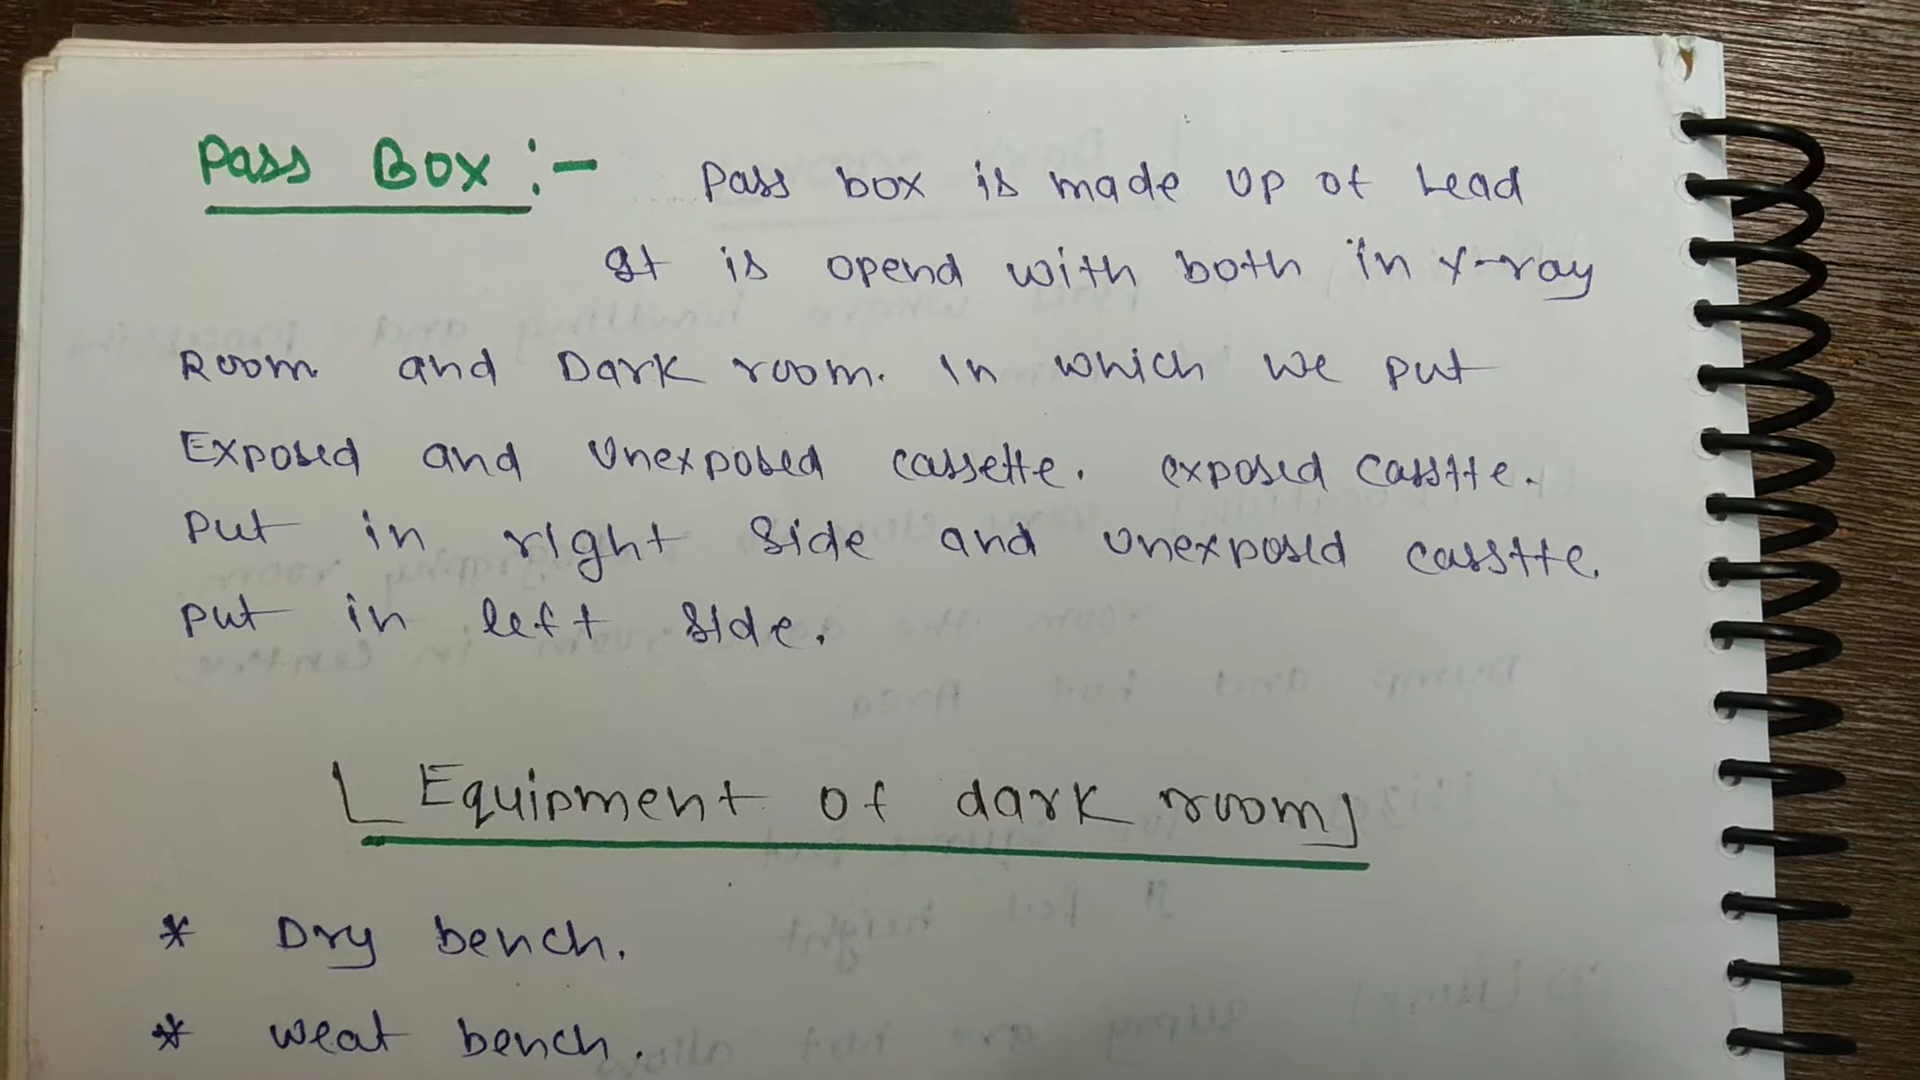 Pass Box :- Pass box is made up of Lead
It is opend with both in x-ray
Room and Dark room. In which we put
Exposed and Unexposed cassette. exposed casstte.
put in right side and unexposed casstte.
put in left side.
[ Equipment of dark room ]
* Dry bench.
* weat bench.